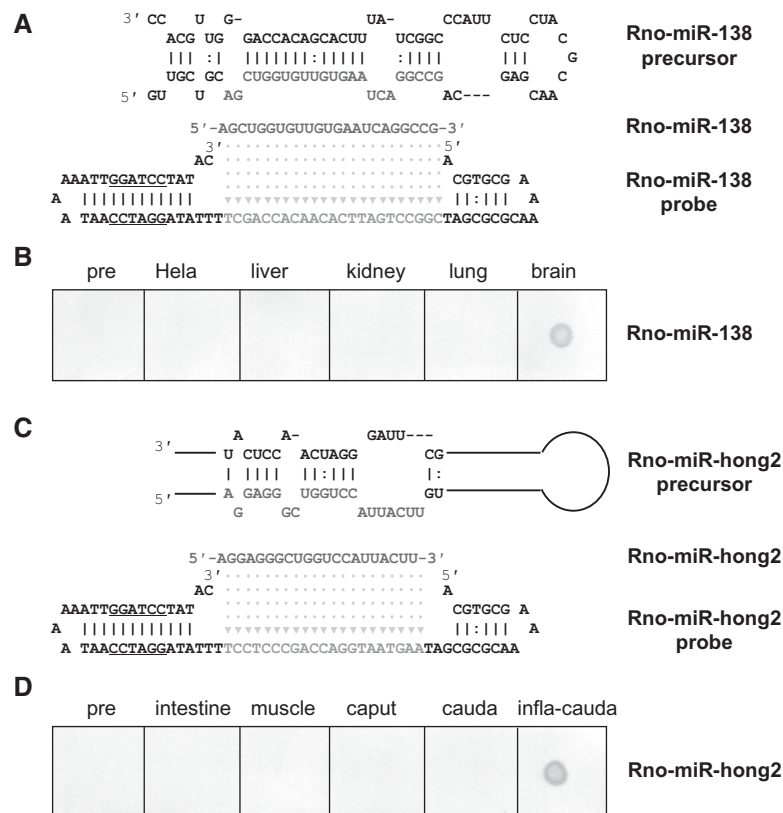 A
3′ CC U G- UA- CCAUU CUA
ACG UG GACCACAGCACUU UCGGC CUC C
||| :| |||||||:||||| :|||| ||| G
UGC GC CUGGUGUUGUGAA GGCCG GAG C
5′ GU U AG UCA AC--- CAA
Rno-miR-138
precursor
5′-AGCUGGUGUUGUGAAUCAGGCCG-3′
Rno-miR-138
3′ 5′
AC A
AAATTGGATCCTAT CGTGCG A
A |||||||||||| ||:||| A
A TAACCTAGGATATTTTCGACCACAACACTTAGTCCGGCTAGCGCGCAA
Rno-miR-138
probe
B
pre Hela liver kidney lung brain
Rno-miR-138
C
A A- GAUU---
3′ U CUCC ACUAGG CG
| |||| ||:||| |:
5′ A GAGG UGGUCC GU
G GC AUUACUU
Rno-miR-hong2
precursor
5′-AGGAGGGCUGGUCCAUUACUU-3′
Rno-miR-hong2
3′ 5′
AC A
AAATTGGATCCTAT CGTGCG A
A |||||||||||| ||:||| A
A TAACCTAGGATATTTTCCTCCCGACCAGGTAATGAATAGCGCGCAA
Rno-miR-hong2
probe
D
pre intestine muscle caput cauda infla-cauda
Rno-miR-hong2